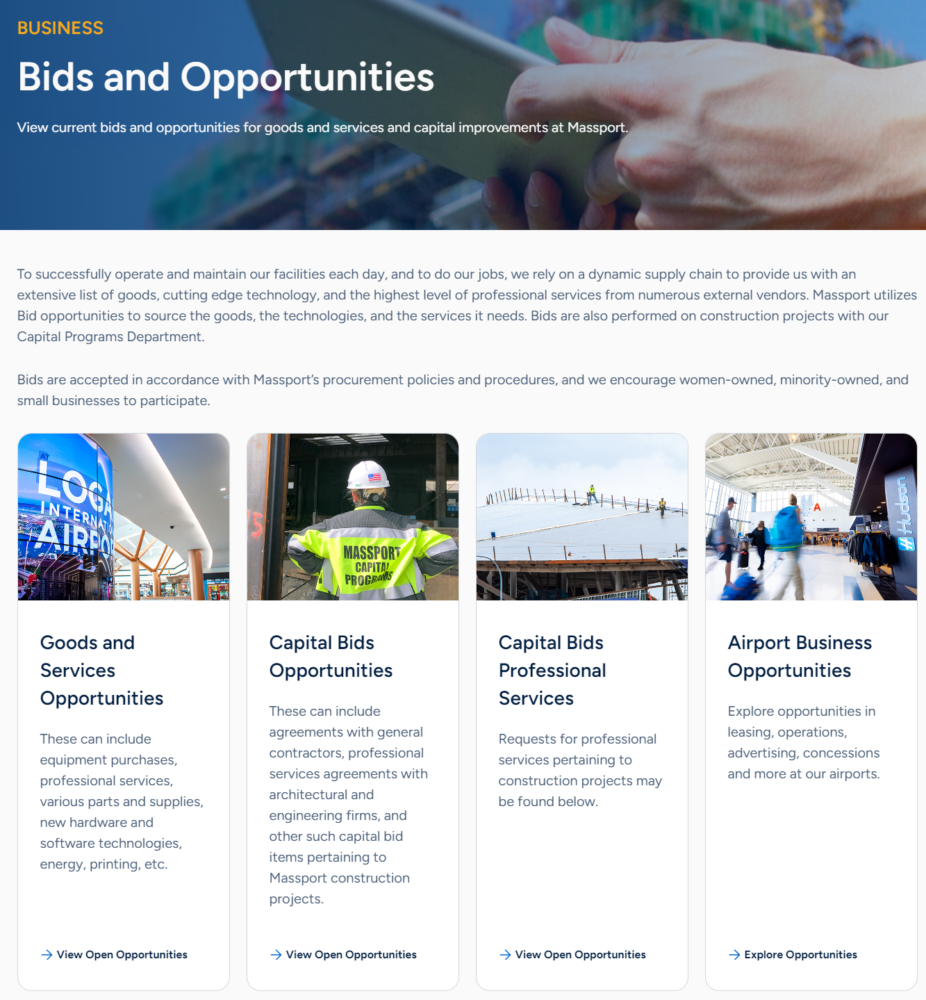 BUSINESS
Bids and Opportunities
View current bids and opportunities for goods and services and capital improvements at Massport.
To successfully operate and maintain our facilities each day, and to do our jobs, we rely on a dynamic supply chain to provide us with an
extensive list of goods, cutting edge technology, and the highest level of professional services from numerous external vendors. Massport utilizes
Bid opportunities to source the goods, the technologies, and the services it needs. Bids are also performed on construction projects with our
Capital Programs Department.
Bids are accepted in accordance with Massport’s procurement policies and procedures, and we encourage women-owned, minority-owned, and
small businesses to participate.
AT
LOGA
INTERNATIO
AIRPO
Goods and
Services
Opportunities
These can include
equipment purchases,
professional services,
various parts and supplies,
new hardware and
software technologies,
energy, printing, etc.
View Open Opportunities
5
MASSPORT
CAPITAL
PROGRAMS
Capital Bids
Opportunities
These can include
agreements with general
contractors, professional
services agreements with
architectural and
engineering firms, and
other such capital bid
items pertaining to
Massport construction
projects.
View Open Opportunities
Capital Bids
Professional
Services
Requests for professional
services pertaining to
construction projects may
be found below.
View Open Opportunities
A
Hudson
H
Airport Business
Opportunities
Explore opportunities in
leasing, operations,
advertising, concessions
and more at our airports.
Explore Opportunities